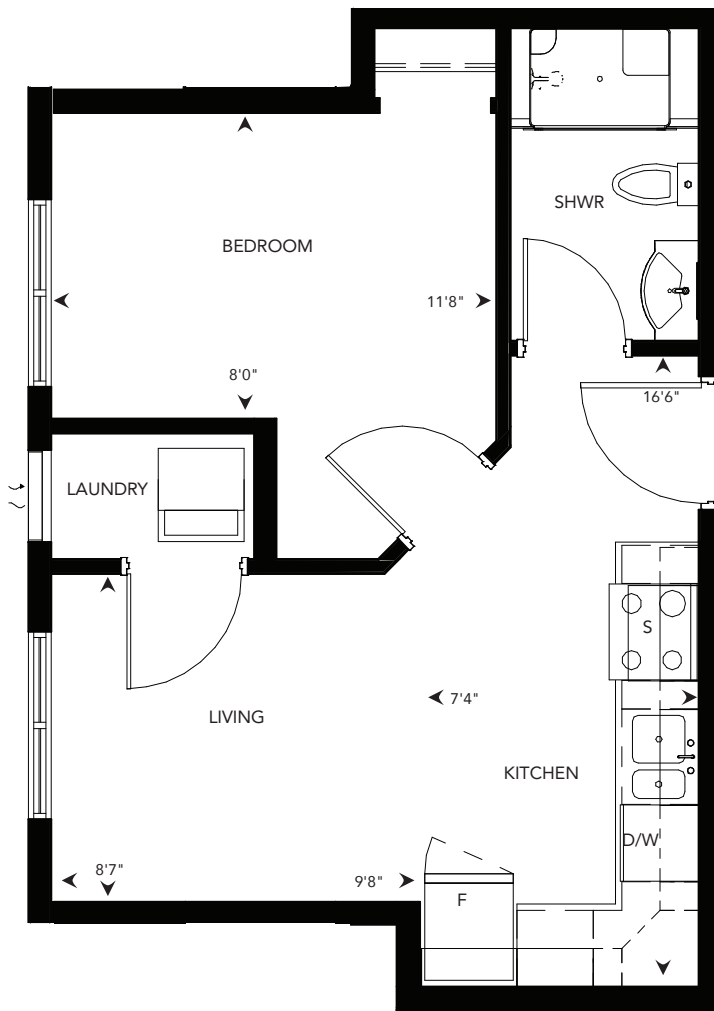 SHWR
BEDROOM
11'8"
8'0"
16'6"
LAUNDRY
S
7'4"
LIVING
KITCHEN
D/W
8'7"
9'8"
F